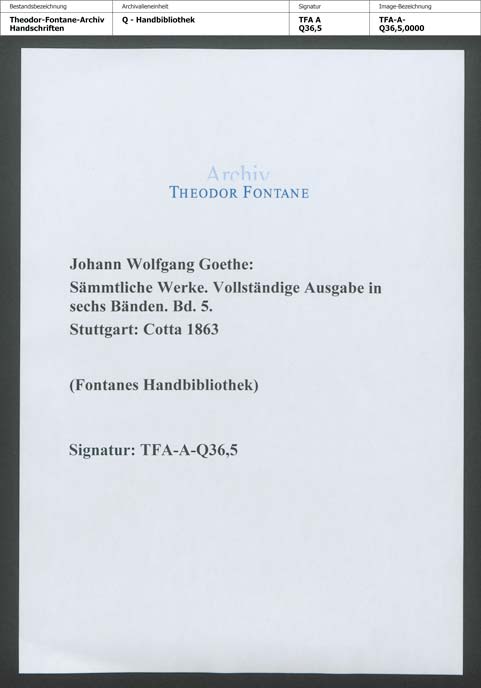 Bestandsbezeichnung Archivalieneinheit Signatur Image-Bezeichnung
Theodor-Fontane-Archiv Q - Handbibliothek TFA A TFA-A-
Handschriften Q36,5 Q36,5,0000
Archiv
THEODOR FONTANE
Johann Wolfgang Goethe:
Sämmtliche Werke. Vollständige Ausgabe in
sechs Bänden. Bd. 5.
Stuttgart: Cotta 1863
(Fontanes Handbibliothek)
Signatur: TFA-A-Q36,5